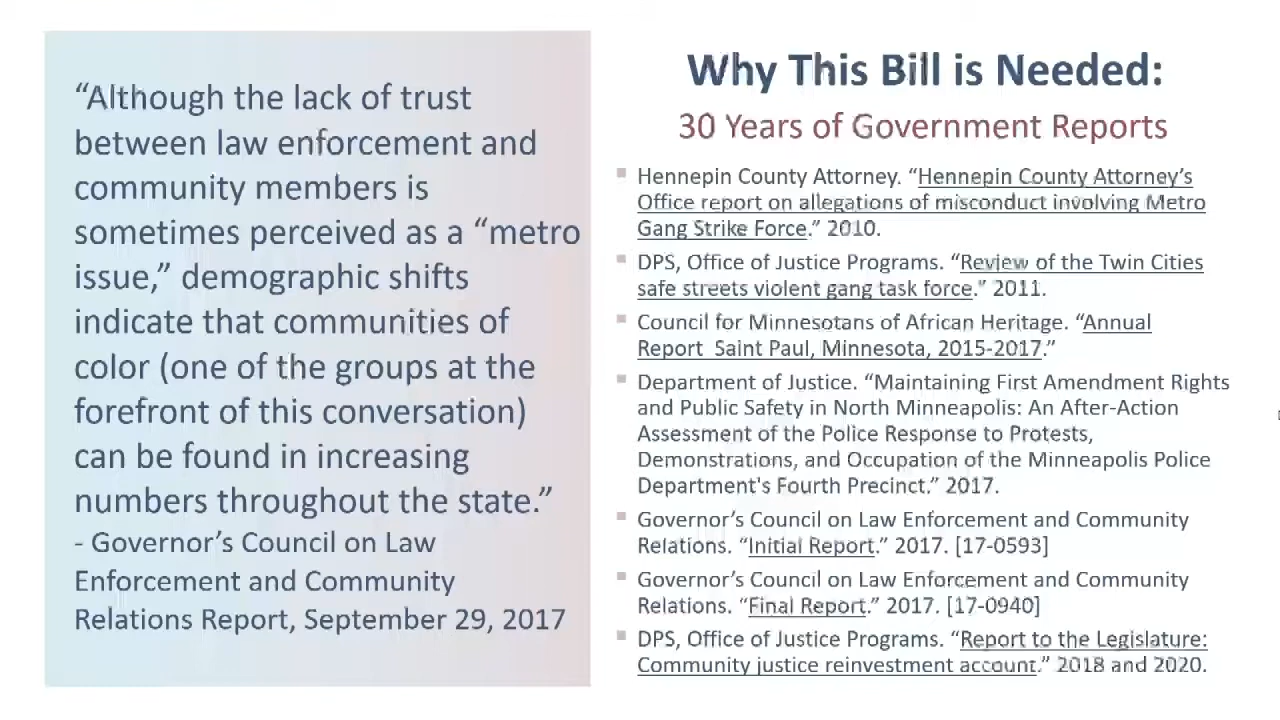 “Although the lack of trust
between law enforcement and
community members is
sometimes perceived as a “metro
issue,” demographic shifts
indicate that communities of
color (one of the groups at the
forefront of this conversation)
can be found in increasing
numbers throughout the state.”
- Governor’s Council on Law
Enforcement and Community
Relations Report, September 29, 2017
Why This Bill is Needed:
30 Years of Government Reports
Hennepin County Attorney. “Hennepin County Attorney’s
Office report on allegations of misconduct involving Metro
Gang Strike Force.” 2010.
DPS, Office of Justice Programs. “Review of the Twin Cities
safe streets violent gang task force.” 2011.
Council for Minnesotans of African Heritage. “Annual
Report Saint Paul, Minnesota, 2015-2017.”
Department of Justice. “Maintaining First Amendment Rights
and Public Safety in North Minneapolis: An After-Action
Assessment of the Police Response to Protests,
Demonstrations, and Occupation of the Minneapolis Police
Department's Fourth Precinct.” 2017.
Governor’s Council on Law Enforcement and Community
Relations. “Initial Report.” 2017. [17-0593]
Governor’s Council on Law Enforcement and Community
Relations. “Final Report.” 2017. [17-0940]
DPS, Office of Justice Programs. “Report to the Legislature:
Community justice reinvestment account.” 2018 and 2020.